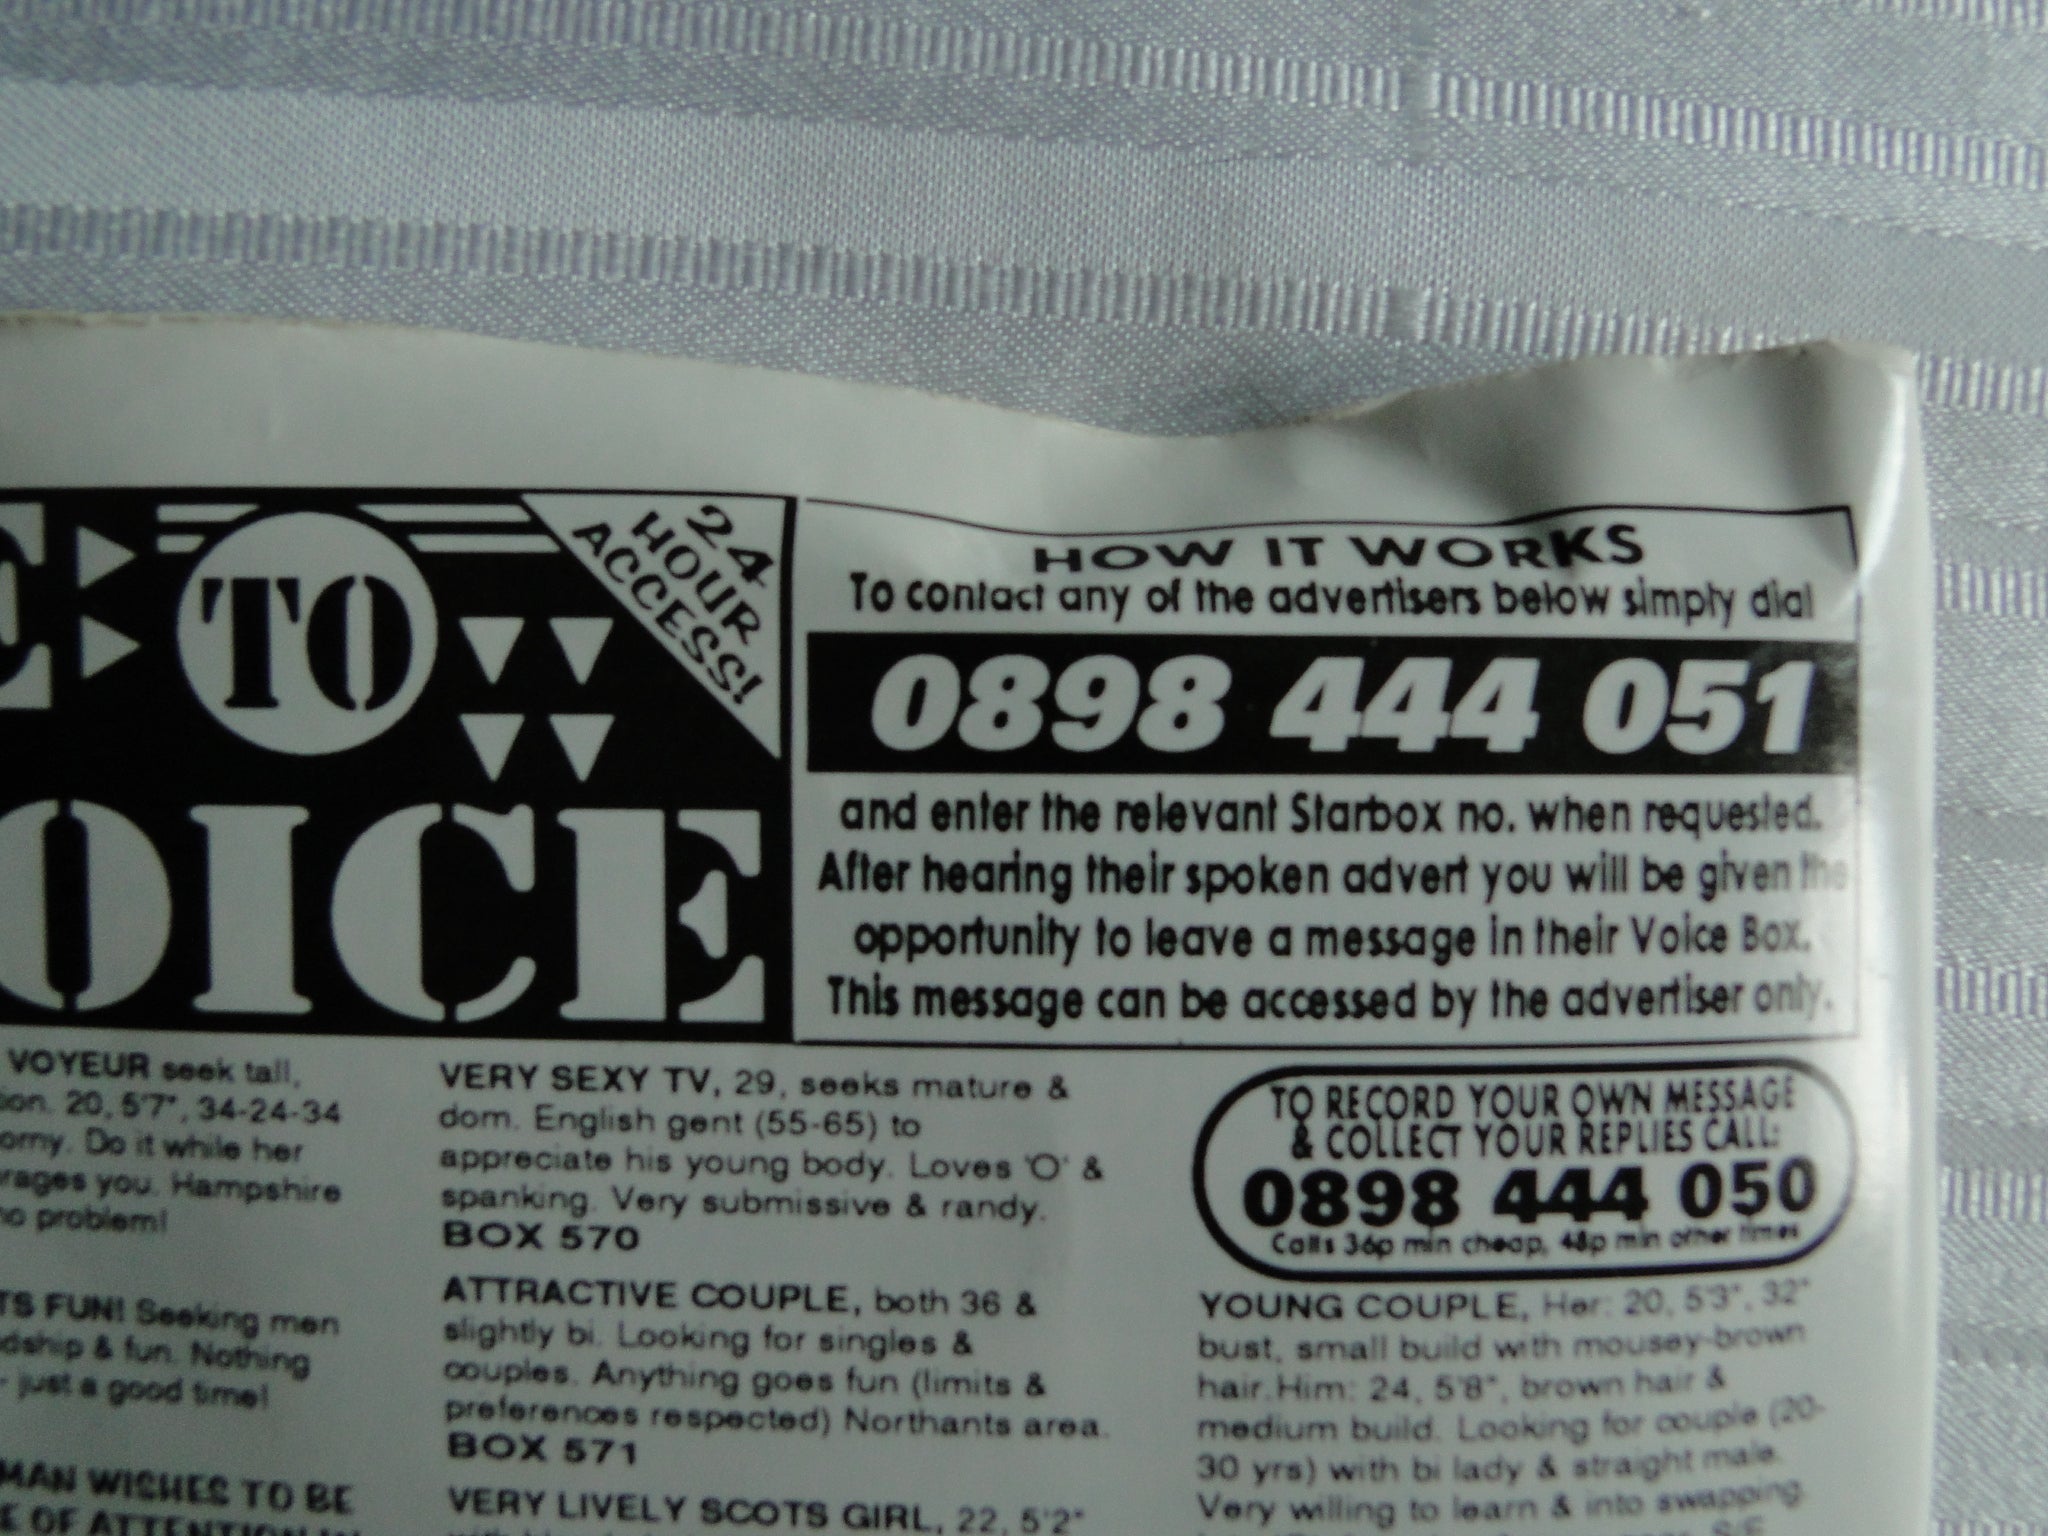 E TO
24
HOUR
ACCESS!
OICE
HOW IT WORKS
To contact any of the advertisers below simply dial
0898 444 051
and enter the relevant Starbox no. when requested.
After hearing their spoken advert you will be given the
opportunity to leave a message in their Voice Box.
This message can be accessed by the advertiser only.
VOYEUR seek tall,
20, 5'7", 34-24-34
Do it while her
you. Hampshire
no problem!
FUN! Seeking men
& fun. Nothing
- just a good time!
MAN WISHES TO BE
OF ATTENTION IN
VERY SEXY TV, 29, seeks mature &
dom. English gent (55-65) to
appreciate his young body. Loves 'O' &
spanking. Very submissive & randy.
BOX 570
ATTRACTIVE COUPLE, both 36 &
slightly bi. Looking for singles &
couples. Anything goes fun (limits &
preferences respected) Northants area.
BOX 571
VERY LIVELY SCOTS GIRL, 22, 5'2"
TO RECORD YOUR OWN MESSAGE
& COLLECT YOUR REPLIES CALL:
0898 444 050
Calls 36p min cheap, 48p min other times
YOUNG COUPLE, Her: 20, 5'3", 32"
bust, small build with mousey-brown
hair. Him: 24, 5'8", brown hair &
medium build. Looking for couple (20-
30 yrs) with bi lady & straight male.
Very willing to learn & into swapping